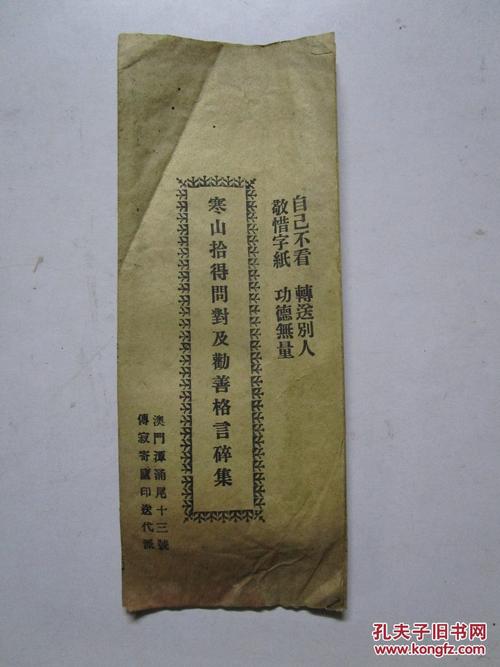 自己不看　轉送別人
敬惜字紙　功德無量
寒山拾得問對及勸善格言碎集
澳門潭涌尾十三號
傳寂寄廬印送代派
孔夫子旧书网
www.kongfz.com